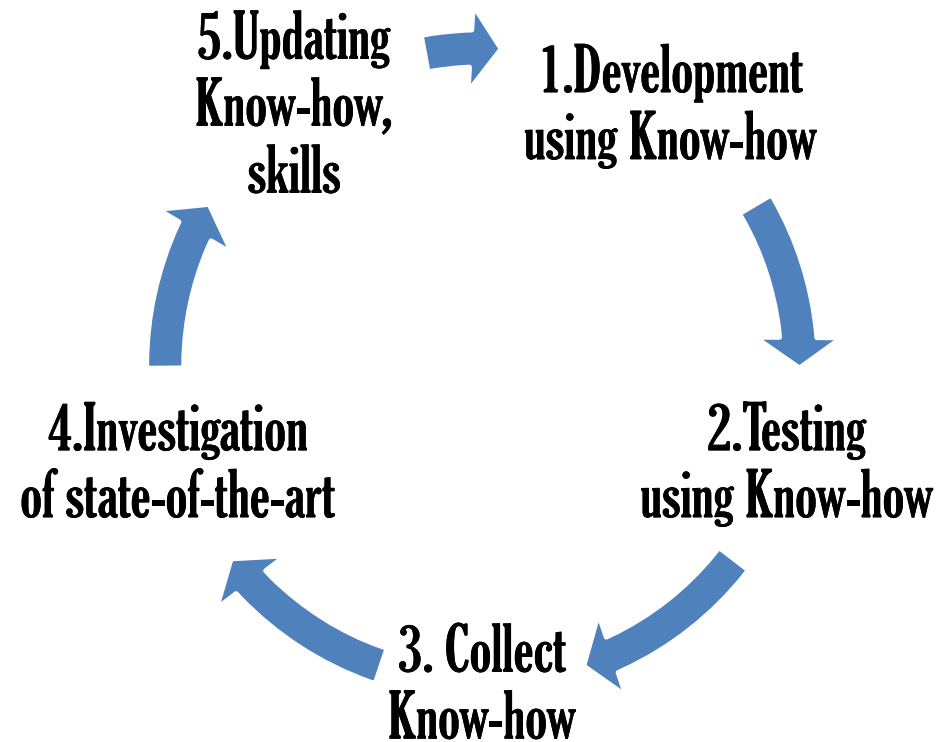 1.Development
using Know-how
2.Testing
using Know-how
3. Collect
Know-how
4.Investigation
of state-of-the-art
5.Updating
Know-how,
skills